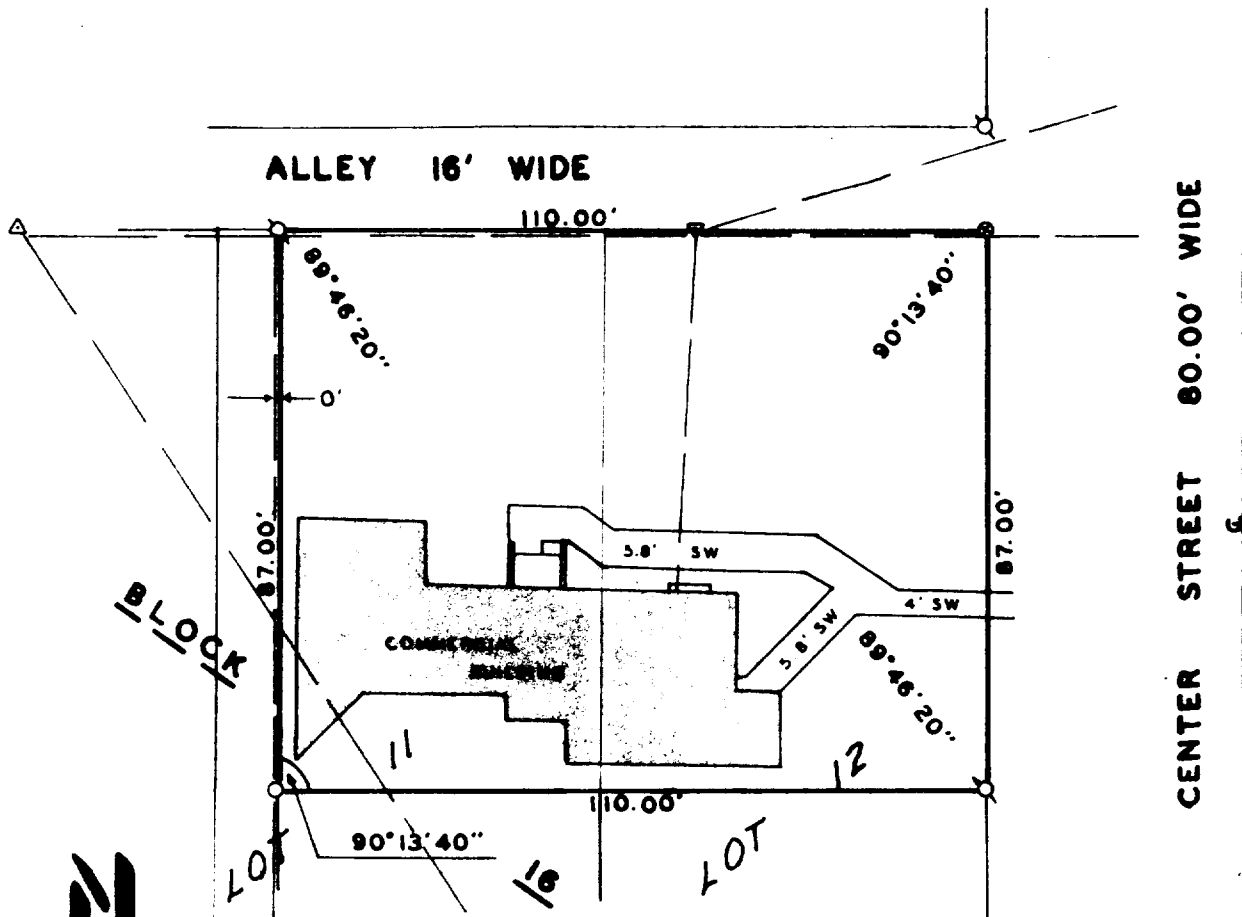 ALLEY 16' WIDE
110.00'
89°46'20"
90°13'40"
CENTER STREET 80.00' WIDE
0'
87.00'
87.00'
5.8' SW
4' SW
5.8' SW
BLOCK
COMMERCIAL
BUILDING
89°46'20"
11
12
110.00'
90°13'40"
LOT
16
LOT